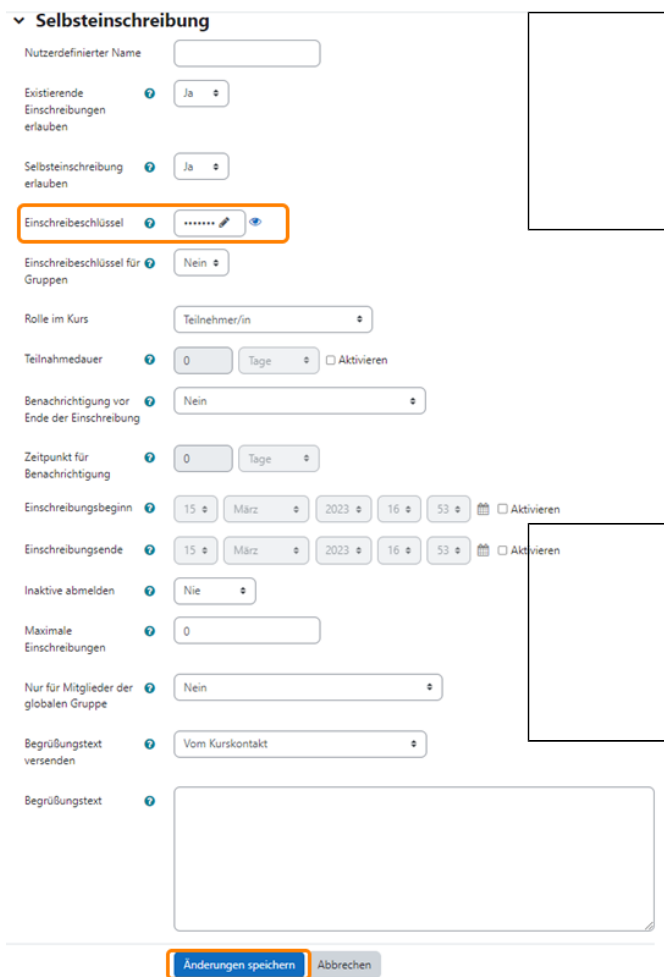 Selbsteinschreibung
Nutzerdefinierter Name
Existierende Einschreibungen erlauben Ja
Selbsteinschreibung erlauben Ja
Einschreibeschlüssel •••••••
Einschreibeschlüssel für Gruppen Nein
Rolle im Kurs Teilnehmer/in
Teilnahmedauer 0 Tage Aktivieren
Benachrichtigung vor Ende der Einschreibung Nein
Zeitpunkt für Benachrichtigung 0 Tage
Einschreibungsbeginn 15 März 2023 16 53 Aktivieren
Einschreibungsende 15 März 2023 16 53 Aktivieren
Inaktive abmelden Nie
Maximale Einschreibungen 0
Nur für Mitglieder der globalen Gruppe Nein
Begrüßungstext versenden Vom Kurskontakt
Begrüßungstext
Änderungen speichern Abbrechen